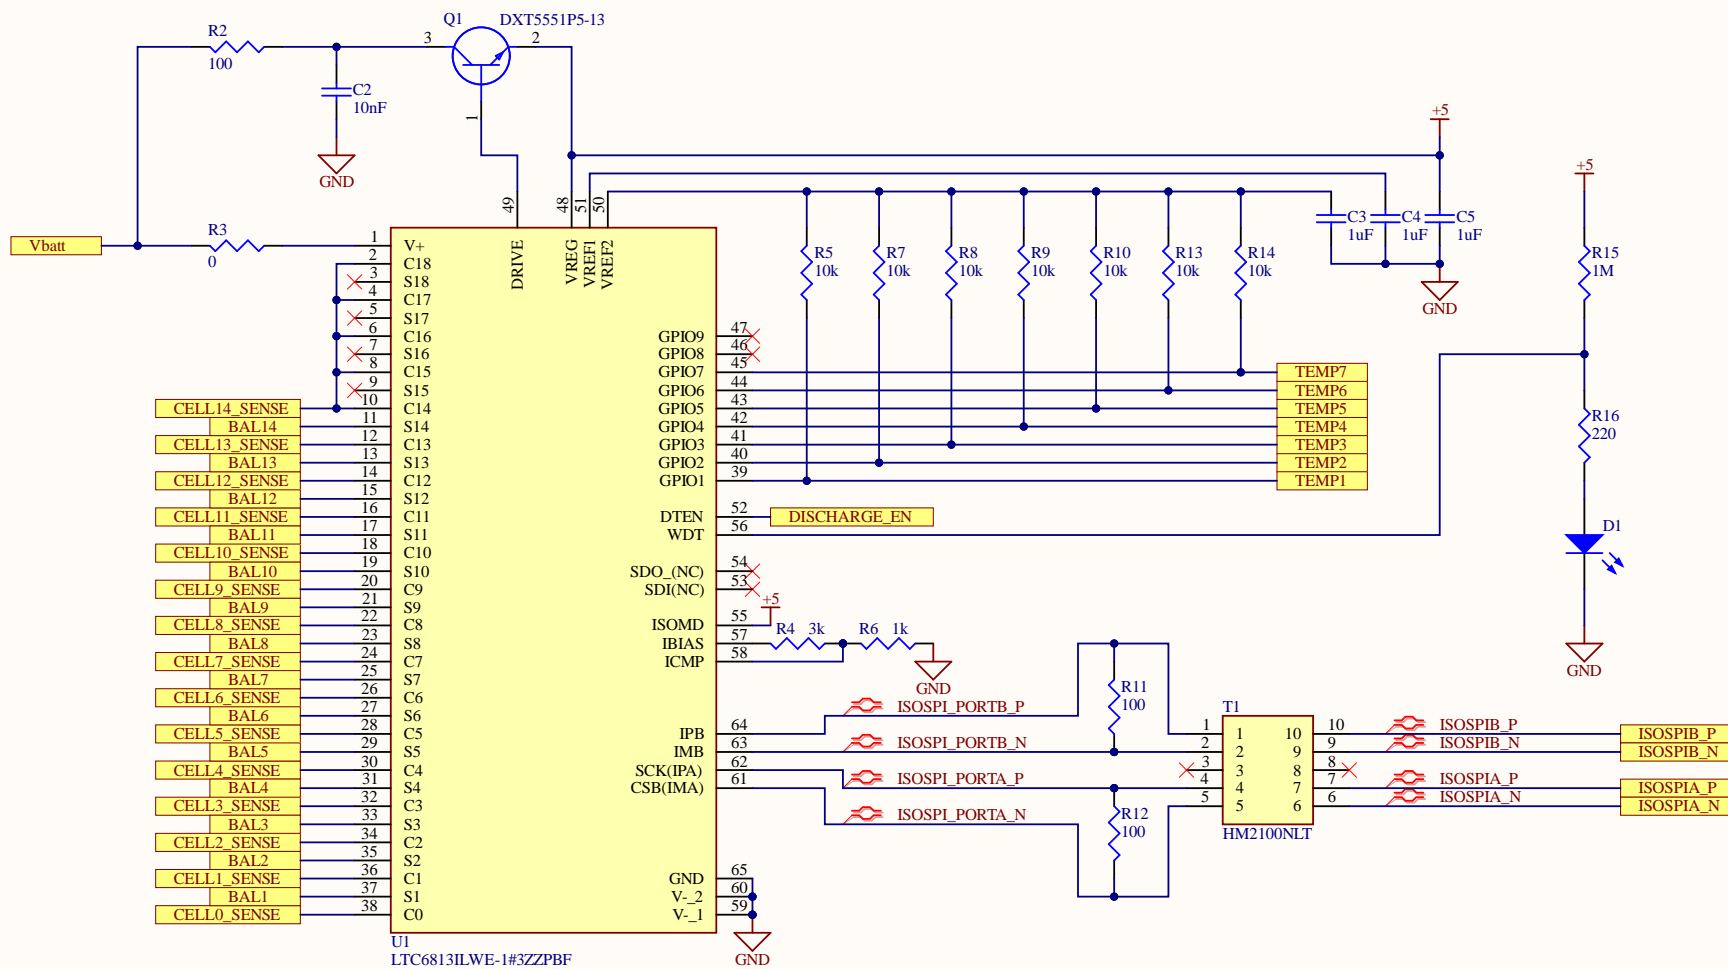 Q1
DXT5551P5-13
R2
100
3
2
C2
10nF
1
GND
+5
+5
Vbatt
R3
0
49
48
51
50
DRIVE
VREG
VREF1
VREF2
R5
10k
R7
10k
R8
10k
R9
10k
R10
10k
R13
10k
R14
10k
C3
1uF
C4
1uF
C5
1uF
GND
R15
1M
R16
220
D1
GND
1 V+
2 C18
3 S18
4 C17
5 S17
6 C16
7 S16
8 C15
9 S15
CELL14_SENSE 10 C14
BAL14 11 S14
CELL13_SENSE 12 C13
BAL13 13 S13
CELL12_SENSE 14 C12
BAL12 15 S12
CELL11_SENSE 16 C11
BAL11 17 S11
CELL10_SENSE 18 C10
BAL10 19 S10
CELL9_SENSE 20 C9
BAL9 21 S9
CELL8_SENSE 22 C8
BAL8 23 S8
CELL7_SENSE 24 C7
BAL7 25 S7
CELL6_SENSE 26 C6
BAL6 27 S6
CELL5_SENSE 28 C5
BAL5 29 S5
CELL4_SENSE 30 C4
BAL4 31 S4
CELL3_SENSE 32 C3
BAL3 33 S3
CELL2_SENSE 34 C2
BAL2 35 S2
CELL1_SENSE 36 C1
BAL1 37 S1
CELL0_SENSE 38 C0
GPIO9 47
GPIO8 46
GPIO7 45 TEMP7
GPIO6 44 TEMP6
GPIO5 43 TEMP5
GPIO4 42 TEMP4
GPIO3 41 TEMP3
GPIO2 40 TEMP2
GPIO1 39 TEMP1
DTEN 52 DISCHARGE_EN
WDT 56
SDO_(NC) 54
SDI(NC) 53
+5
ISOMD 55
IBIAS 57 R4 3k R6 1k
ICMP 58
GND
IPB 64 ISOSPI_PORTB_P
IMB 63 ISOSPI_PORTB_N
SCK(IPA) 62 ISOSPI_PORTA_P
CSB(IMA) 61 ISOSPI_PORTA_N
GND 65
V-_2 60
V-_1 59
GND
R11
100
R12
100
T1
1 1 10 10 ISOSPIB_P ISOSPIB_P
2 2 9 9 ISOSPIB_N ISOSPIB_N
3 3 8 8
4 4 7 7 ISOSPIA_P ISOSPIA_P
5 5 6 6 ISOSPIA_N ISOSPIA_N
HM2100NLT
U1
LTC6813ILWE-1#3ZZPBF